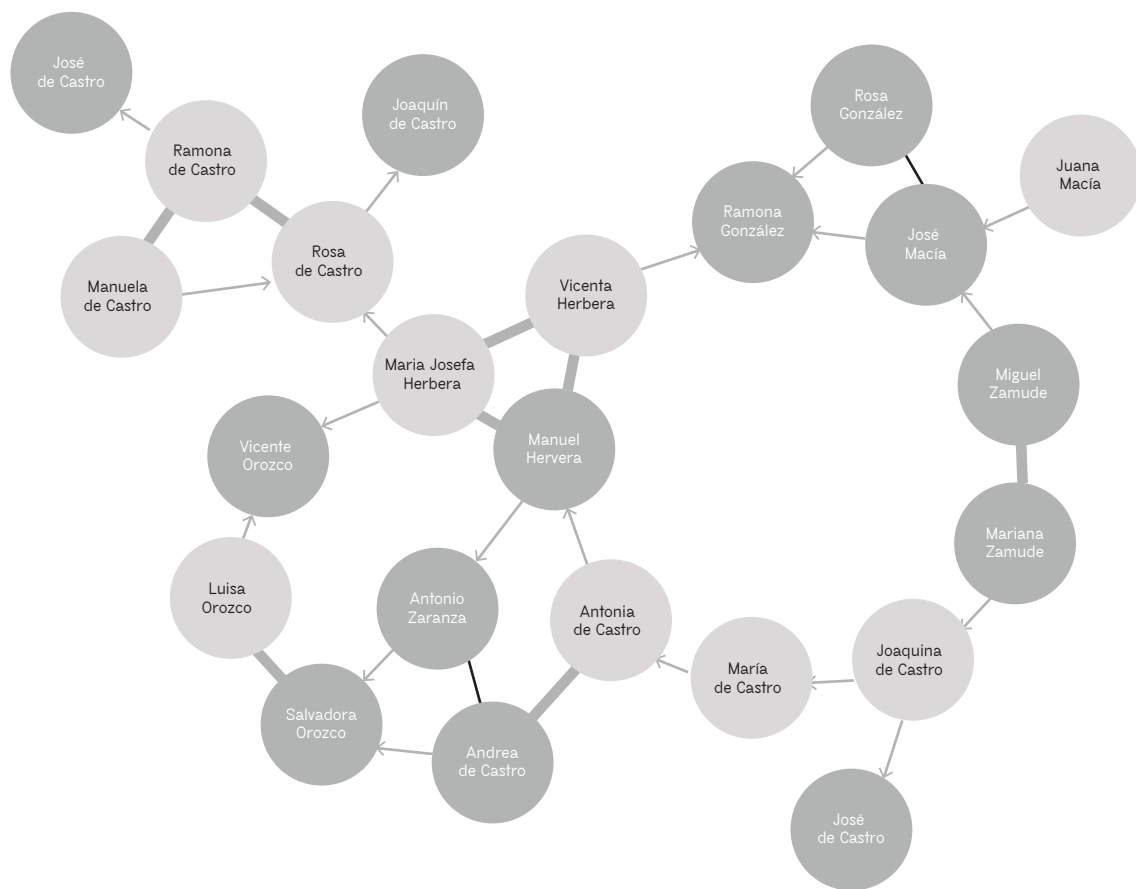 José
de Castro
Ramona
de Castro
Joaquín
de Castro
Rosa
González
Juana
Macía
Ramona
González
José
Macía
Rosa
de Castro
Manuela
de Castro
Vicenta
Herbera
Maria Josefa
Herbera
Miguel
Zamude
Vicente
Orozco
Manuel
Hervera
Mariana
Zamude
Luisa
Orozco
Antonio
Zaranza
Antonia
de Castro
María
de Castro
Joaquina
de Castro
Salvadora
Orozco
Andrea
de Castro
José
de Castro